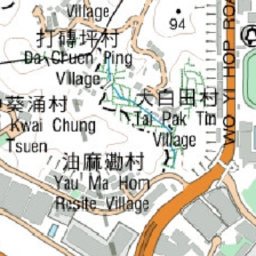 Village
94
打磚坪村
Da Chuen Ping
Village
葵涌村
Kwai Chung
Tsuen
大白田村
Tai Pak Tin
Village
油麻磡村
Yau Ma Hom
Resite Village
WO YI HOP ROAD